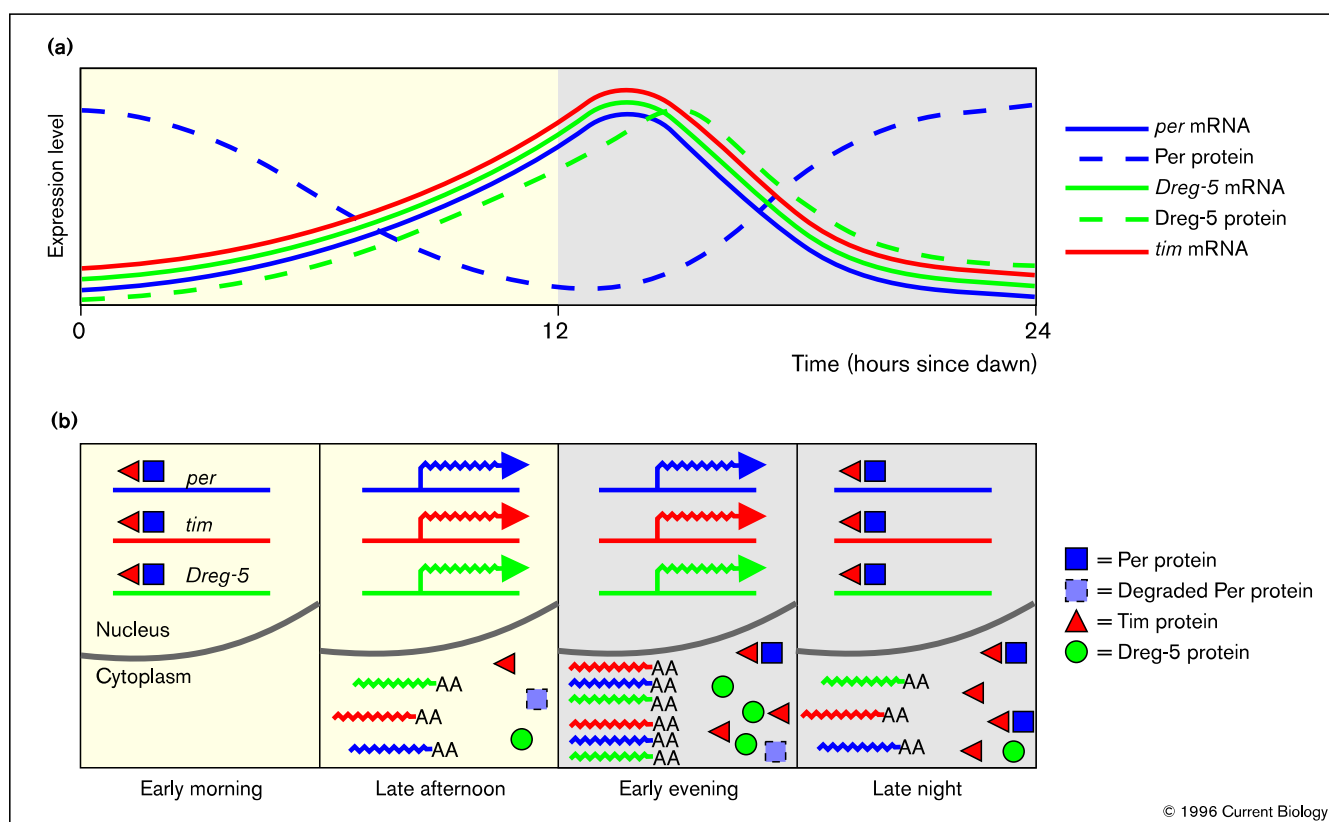 (a)
Expression level
0
12
24
Time (hours since dawn)
per mRNA
Per protein
Dreg-5 mRNA
Dreg-5 protein
tim mRNA
(b)
per
tim
Dreg-5
Nucleus
Cytoplasm
AA
AA
AA
AA
AA
AA
AA
AA
AA
AA
AA
AA
Early morning
Late afternoon
Early evening
Late night
= Per protein
= Degraded Per protein
= Tim protein
= Dreg-5 protein
© 1996 Current Biology